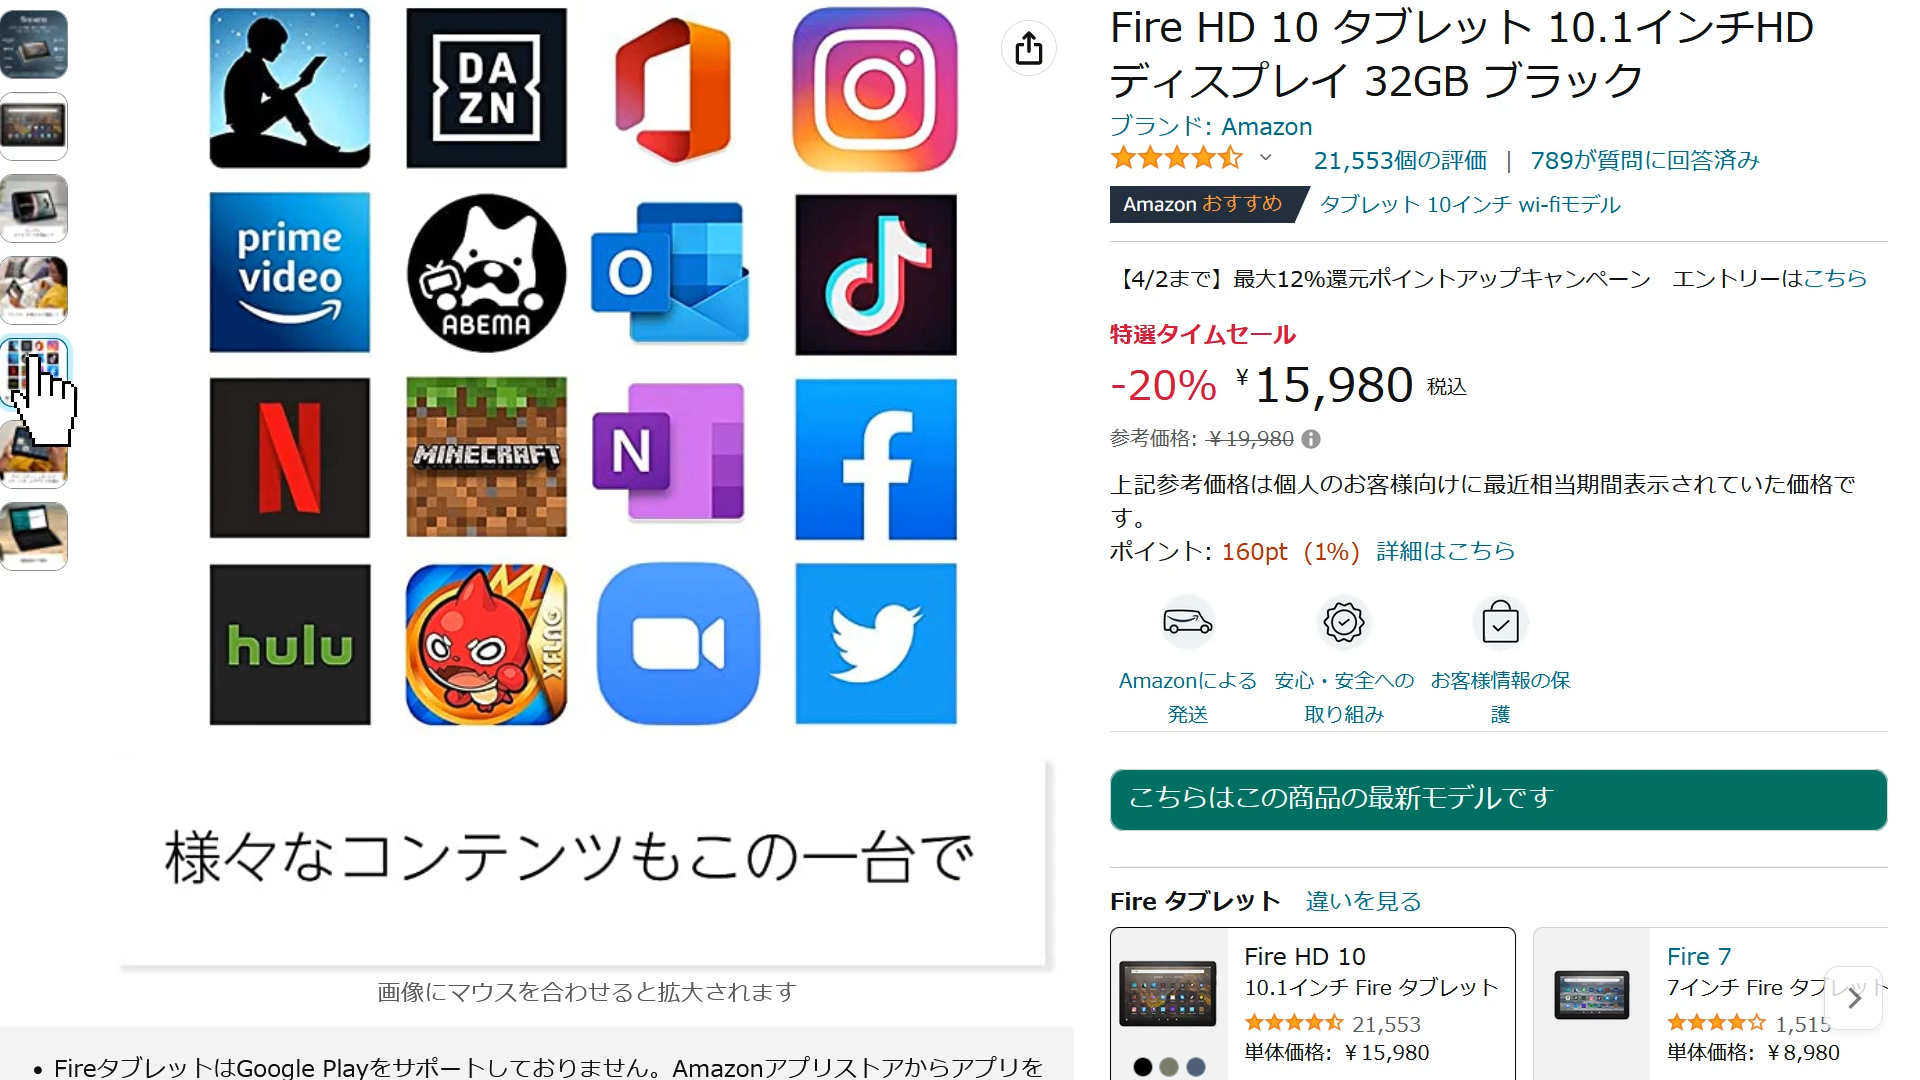 DA
ZN
prime
video
ABEMA
O
N
MINECRAFT
N
f
hulu
XFLAG
様々なコンテンツもこの一台で
画像にマウスを合わせると拡大されます
• FireタブレットはGoogle Playをサポートしておりません。Amazonアプリストアからアプリを
Fire HD 10 タブレット 10.1インチHD
ディスプレイ 32GB ブラック
ブランド: Amazon
21,553個の評価 | 789が質問に回答済み
Amazon おすすめ タブレット 10インチ wi-fiモデル
【4/2まで】最大12%還元ポイントアップキャンペーン エントリーはこちら
特選タイムセール
-20% ¥15,980 税込
参考価格: ¥19,980
上記参考価格は個人のお客様向けに最近相当期間表示されていた価格で
す。
ポイント: 160pt (1%) 詳細はこちら
Amazonによる
発送
安心・安全への
取り組み
お客様情報の保
護
こちらはこの商品の最新モデルです
Fire タブレット 違いを見る
Fire HD 10
10.1インチ Fire タブレット
21,553
単体価格: ¥15,980
Fire 7
7インチ Fire タブレット
1,515
単体価格: ¥8,980